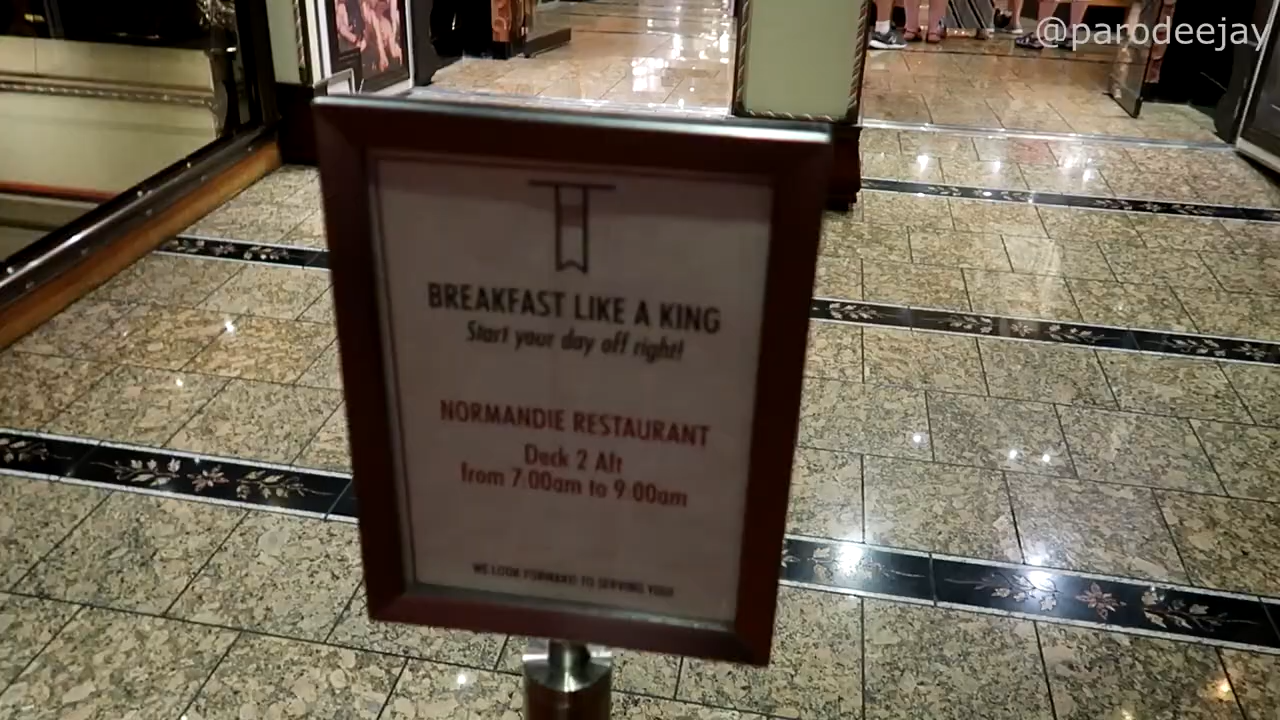 @parodeejay
BREAKFAST LIKE A KING
Start your day off right!
NORMANDIE RESTAURANT
Deck 2 Aft
from 7:00am to 9:00am
WE LOOK FORWARD TO SERVING YOU!